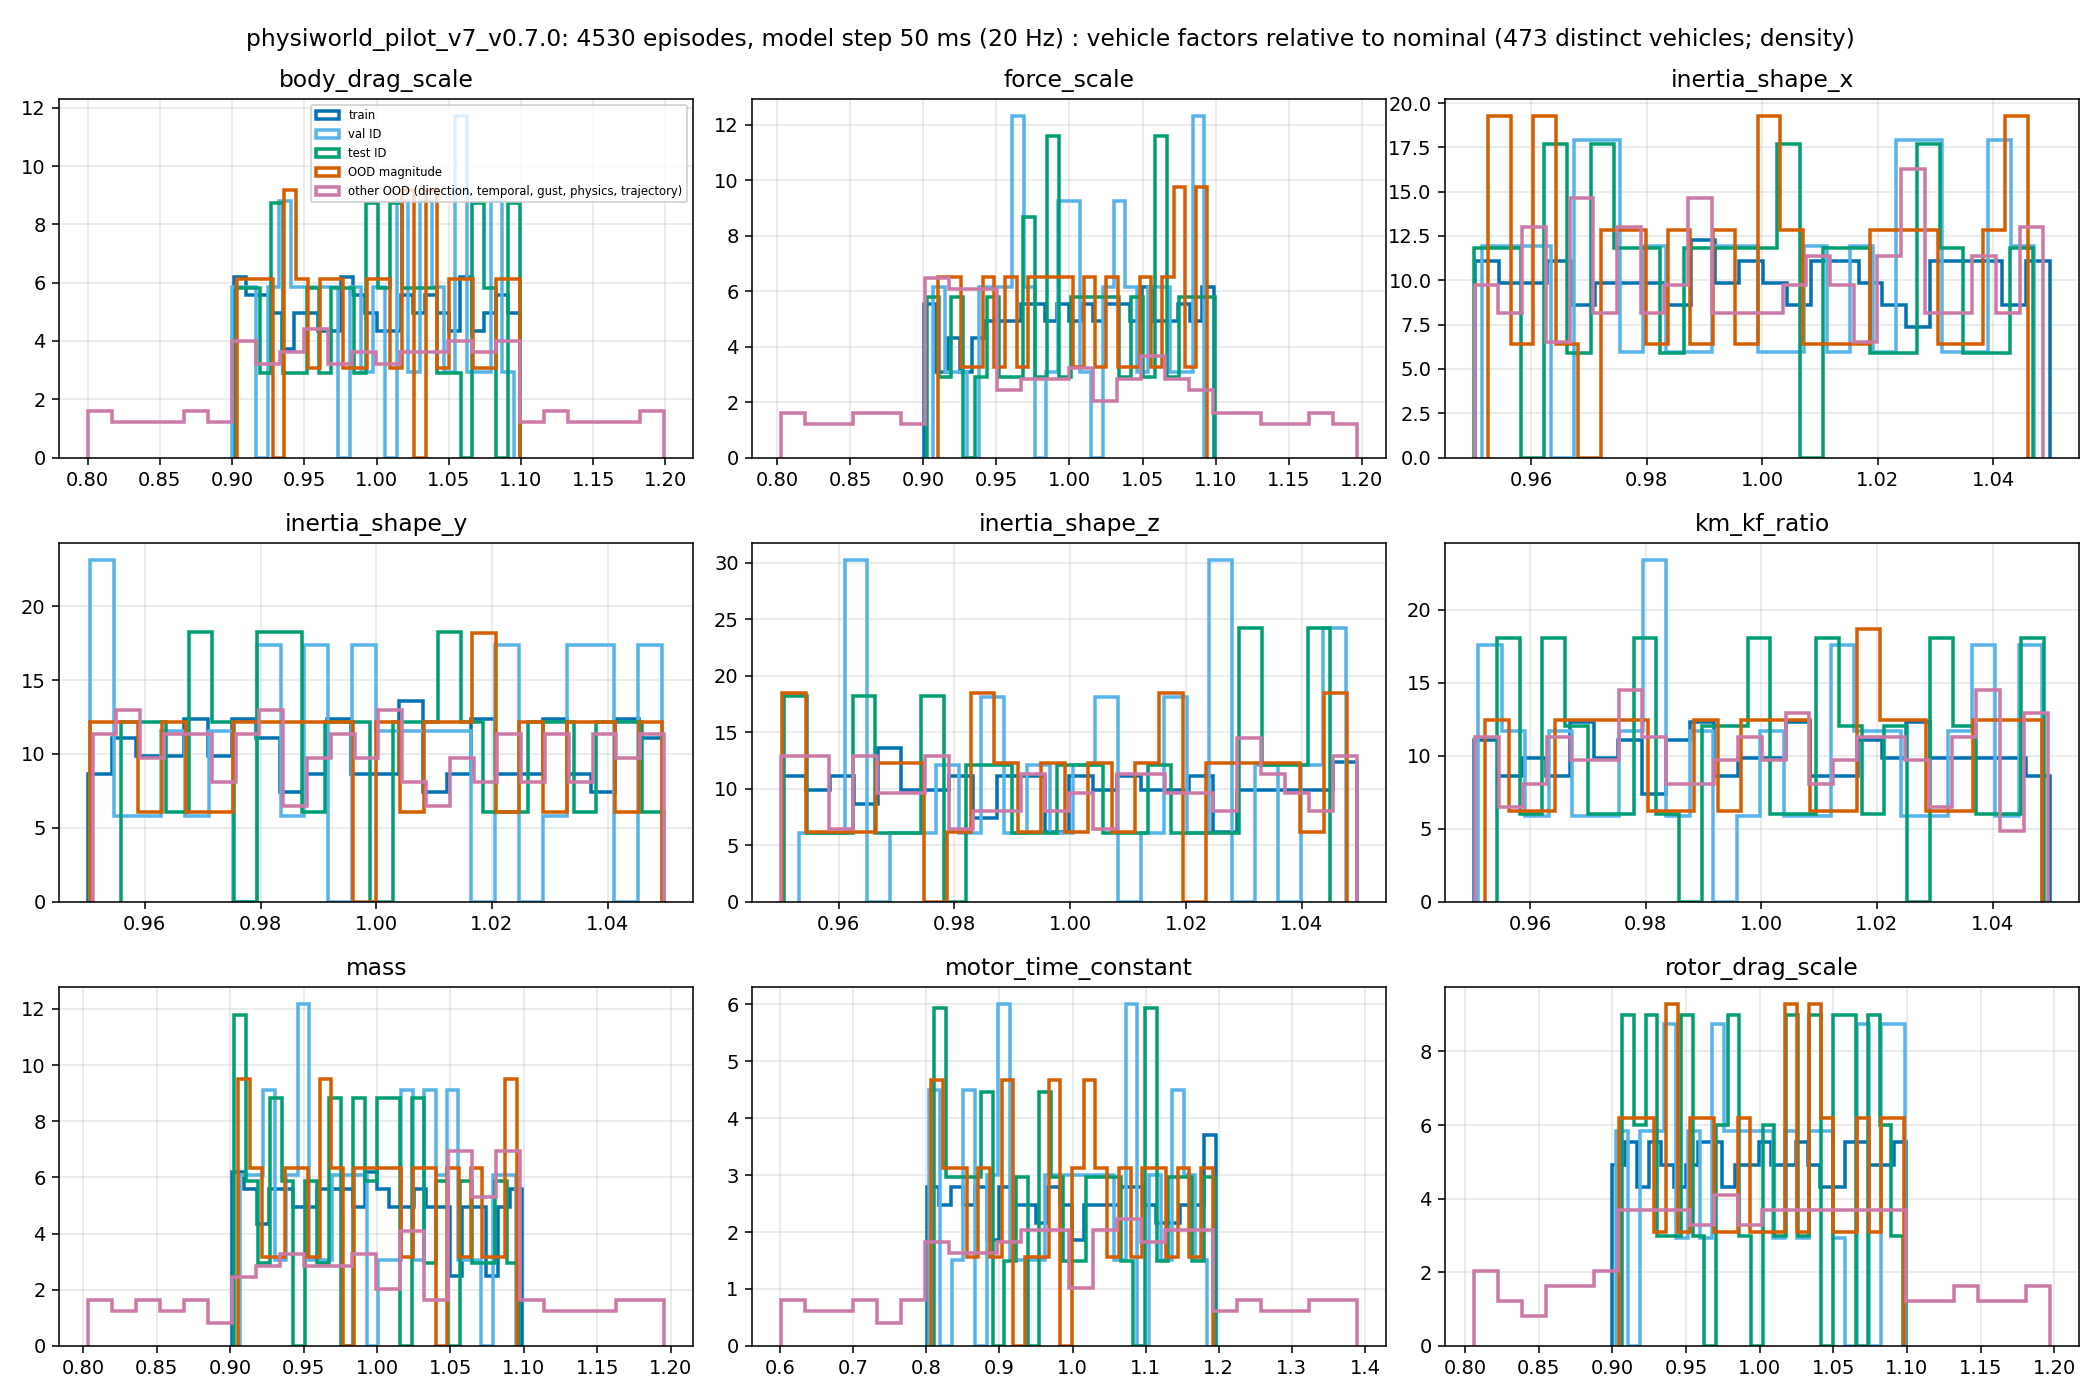 physiworld_pilot_v7_v0.7.0: 4530 episodes, model step 50 ms (20 Hz) : vehicle factors relative to nominal (473 distinct vehicles; density)
body_drag_scale
force_scale
inertia_shape_x
train
val ID
test ID
OOD magnitude
other OOD (direction, temporal, gust, physics, trajectory)
12
10
8
6
4
2
0
0.80 0.85 0.90 0.95 1.00 1.05 1.10 1.15 1.20
12
10
8
6
4
2
0
0.80 0.85 0.90 0.95 1.00 1.05 1.10 1.15 1.20
20.0
17.5
15.0
12.5
10.0
7.5
5.0
2.5
0.0
0.96 0.98 1.00 1.02 1.04
inertia_shape_y
inertia_shape_z
km_kf_ratio
20
15
10
5
0
0.96 0.98 1.00 1.02 1.04
30
25
20
15
10
5
0
0.96 0.98 1.00 1.02 1.04
20
15
10
5
0
0.96 0.98 1.00 1.02 1.04
mass
motor_time_constant
rotor_drag_scale
12
10
8
6
4
2
0
0.80 0.85 0.90 0.95 1.00 1.05 1.10 1.15 1.20
6
5
4
3
2
1
0
0.6 0.7 0.8 0.9 1.0 1.1 1.2 1.3 1.4
8
6
4
2
0
0.80 0.85 0.90 0.95 1.00 1.05 1.10 1.15 1.20